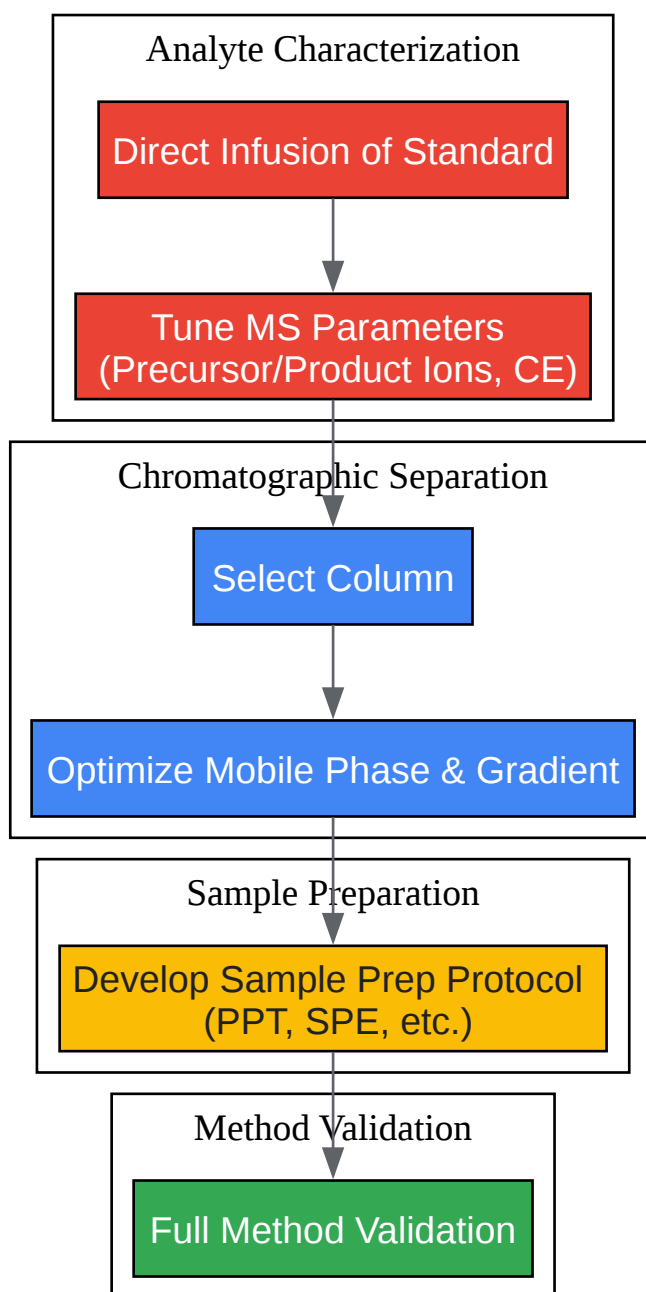 Analyte Characterization
Direct Infusion of Standard
Tune MS Parameters
(Precursor/Product Ions, CE)
Chromatographic Separation
Select Column
Optimize Mobile Phase & Gradient
Sample Preparation
Develop Sample Prep Protocol
(PPT, SPE, etc.)
Method Validation
Full Method Validation